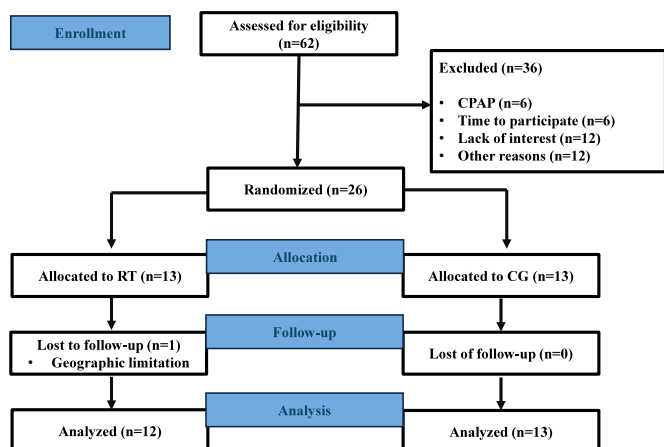 Enrollment
Assessed for eligibility
(n=62)
Excluded (n=36)
• CPAP (n=6)
• Time to participate (n=6)
• Lack of interest (n=12)
• Other reasons (n=12)
Randomized (n=26)
Allocated to RT (n=13)
Allocation
Allocated to CG (n=13)
Lost to follow-up (n=1)
• Geographic limitation
Follow-up
Lost of follow-up (n=0)
Analyzed (n=12)
Analysis
Analyzed (n=13)